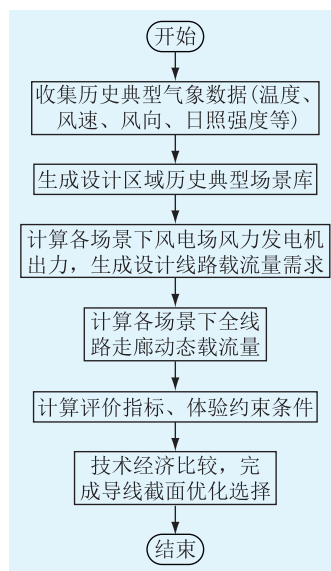 开始
收集历史典型气象数据(温度、
风速、风向、日照强度等)
生成设计区域历史典型场景库
计算各场景下风电场风力发电机
出力，生成设计线路载流量需求
计算各场景下全线
路走廊动态载流量
计算评价指标、体验约束条件
技术经济比较，完
成导线截面优化选择
结束